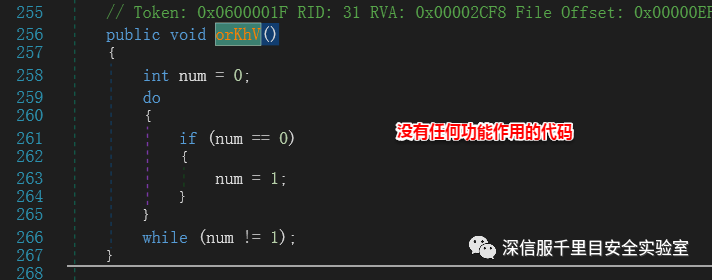 255 // Token: 0x0600001F RID: 31 RVA: 0x00002CF8 File Offset: 0x00000EF
256 public void orKhV()
257 {
258 int num = 0;
259 do
260 {
261 if (num == 0)
262 {
263 num = 1;
264 }
265 }
266 while (num != 1);
267 }
268
没有任何功能作用的代码
深信服千里目安全实验室